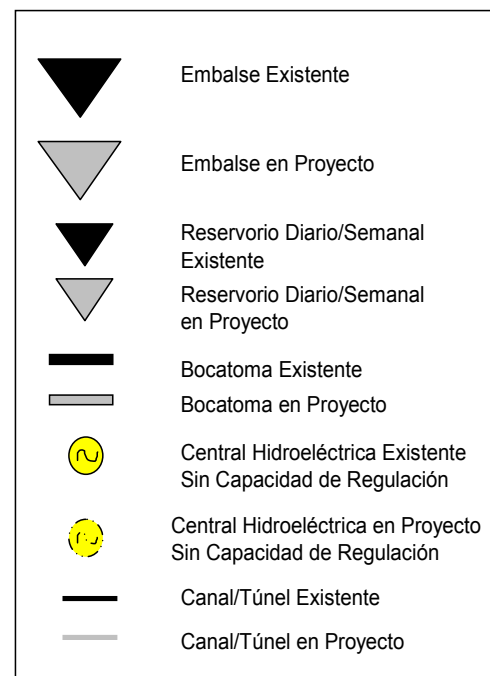 Embalse Existente
Embalse en Proyecto
Reservorio Diario/Semanal
Existente
Reservorio Diario/Semanal
en Proyecto
Bocatoma Existente
Bocatoma en Proyecto
Central Hidroeléctrica Existente
Sin Capacidad de Regulación
Central Hidroeléctrica en Proyecto
Sin Capacidad de Regulación
Canal/Túnel Existente
Canal/Túnel en Proyecto